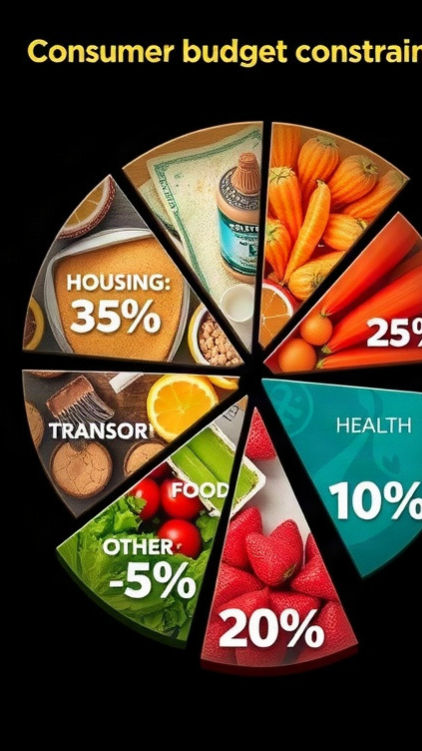 Consumer budget constrain
HOUSING:
35%
25%
HEALTH
10%
TRANSOR
FOOD
OTHER
-5%
20%